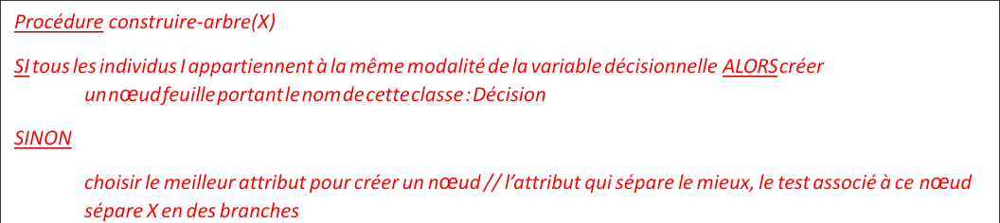 Procédure construire-arbre(X)
SI tous les individus I appartiennent à la même modalité de la variable décisionnelle ALORS créer
un nœud feuille portant le nom de cette classe : Décision
SINON
choisir le meilleur attribut pour créer un nœud // l’attribut qui sépare le mieux, le test associé à ce nœud
sépare X en des branches